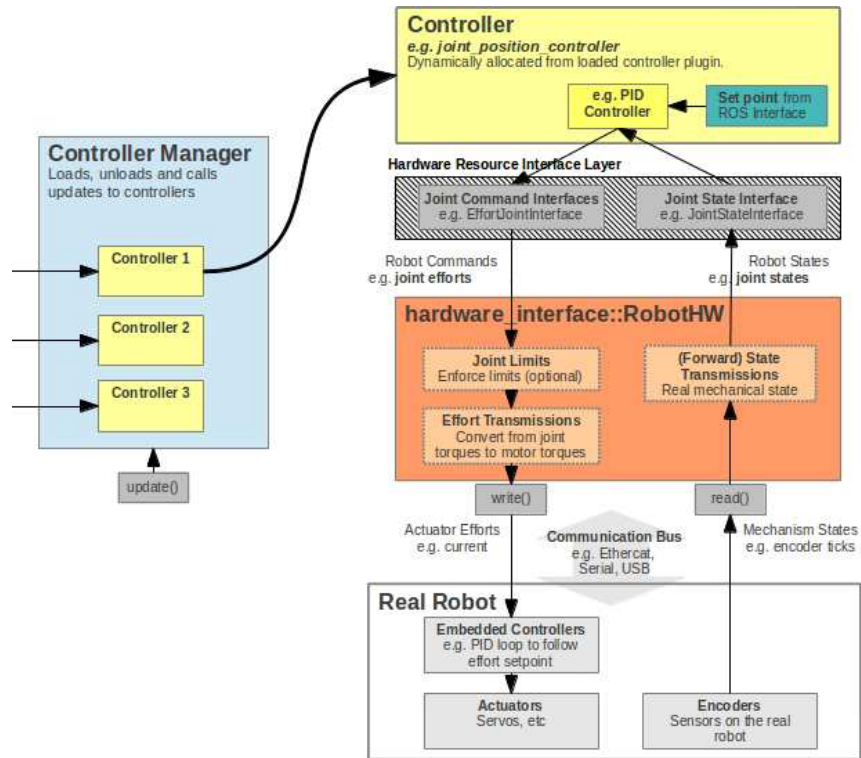 Controller
e.g. joint_position_controller
Dynamically allocated from loaded controller plugin.
e.g. PID
Controller
Set point from
ROS Interface
Controller Manager
Loads, unloads and calls
updates to controllers
Controller 1
Controller 2
Controller 3
update()
Hardware Resource Interface Layer
Joint Command Interfaces
e.g. EffortJointInterface
Joint State Interface
e.g. JointStateInterface
Robot Commands
e.g. joint efforts
Robot States
e.g. joint states
hardware_interface::RobotHW
Joint Limits
Enforce limits (optional)
(Forward) State
Transmissions
Real mechanical state
Effort Transmissions
Convert from joint
torques to motor torques
write()
read()
Actuator Efforts
e.g. current
Communication Bus
e.g. Ethercat,
Serial, USB
Mechanism States
e.g. encoder ticks
Real Robot
Embedded Controllers
e.g. PID loop to follow
effort setpoint
Actuators
Servos, etc
Encoders
Sensors on the real
robot